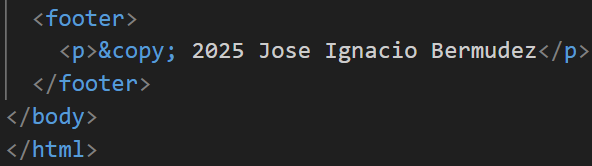 <footer>
<p>&copy; 2025 Jose Ignacio Bermudez</p>
</footer>
</body>
</html>